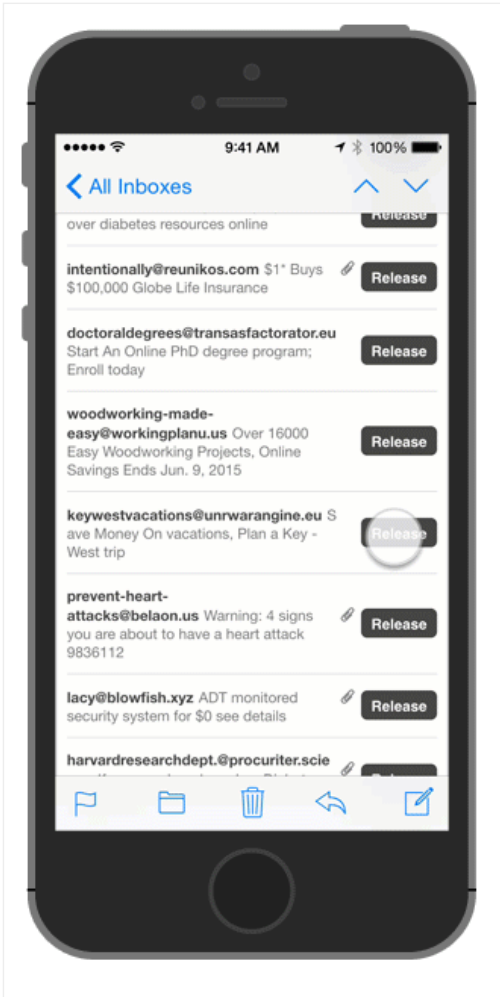 9:41 AM 100%
All Inboxes
over diabetes resources online
Release
intentionally@reunikos.com $1* Buys
$100,000 Globe Life Insurance
Release
doctoraldegrees@transasfactorator.eu
Start An Online PhD degree program;
Enroll today
Release
woodworking-made-
easy@workingplanu.us Over 16000
Easy Woodworking Projects, Online
Savings Ends Jun. 9, 2015
Release
keywestvacations@unrwarangine.eu S
ave Money On vacations, Plan a Key -
West trip
Release
prevent-heart-
attacks@belaon.us Warning: 4 signs
you are about to have a heart attack
9836112
Release
lacy@blowfish.xyz ADT monitored
security system for $0 see details
Release
harvardresearchdept.@procuriter.scie